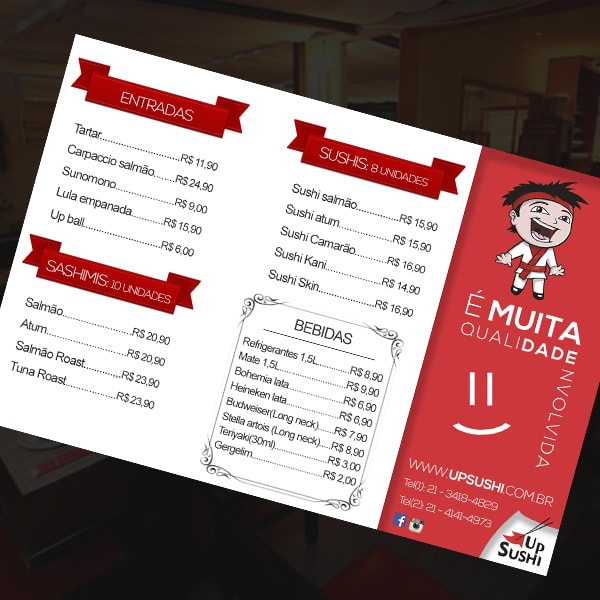 ENTRADAS
Tartar............................R$ 11,90
Carpaccio salmão.......R$ 24,90
Sunomono...................R$ 9,00
Lula empanada............R$ 15,90
Up ball..........................R$ 6,00
SASHIMIS: 10 UNIDADES
Salmão..........................R$ 20,90
Atum..............................R$ 20,90
Salmão Roast..............R$ 23,90
Tuna Roast.................R$ 23,90
SUSHIS: 8 UNIDADES
Sushi salmão...............R$ 15,90
Sushi atum...................R$ 15,90
Sushi Camarão............R$ 16,90
Sushi Kani....................R$ 14,90
Sushi Skin....................R$ 16,90
BEBIDAS
Refrigerantes 1,5L...........R$ 8,90
Mate 1,5L..........................R$ 9,90
Bohemia lata....................R$ 6,90
Heineken lata...................R$ 6,90
Budweiser(Long neck).....R$ 7,90
Stella artois (Long neck)....R$ 8,90
Teriyaki(30ml)...................R$ 3,00
Gergelim...........................R$ 2,00
É MUITA
QUALIDADE
INVOLVIDA
=)
WWW.UPSUSHI.COM.BR
Tel(1): 21 - 3418-4829
Tel(2): 21 - 4141-4973
Up
SUSHI